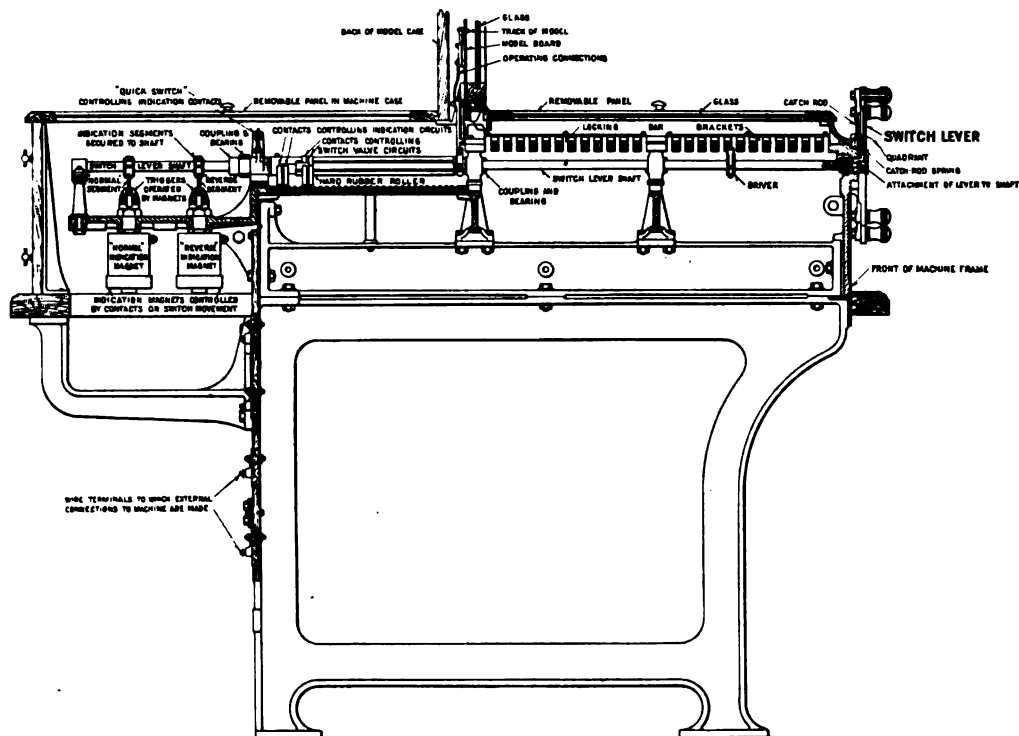 GLASS
BACK OF MODEL CASE
TRACK OF MODEL
MODEL BOARD
OPERATING CONNECTIONS
"QUICK SWITCH"
CONTROLLING INDICATION CONTACTS
REMOVABLE PANEL IN MACHINE CASE
REMOVABLE PANEL
GLASS
CATCH ROD
SWITCH LEVER
INDICATION SEGMENTS
SECURED TO SHAFT
COUPLING &
BEARING
CONTACTS CONTROLLING INDICATION CIRCUITS
CONTACTS CONTROLLING
SWITCH VALVE CIRCUITS
LOCKING BAR BRACKETS
QUADRANT
CATCH-ROD SPRING
ATTACHMENT OF LEVER TO SHAFT
SWITCH LEVER SHAFT
NORMAL
SEGMENT
TRIGGERS
OPERATED
BY MAGNETS
REVERSE
SEGMENT
HARD RUBBER ROLLER
SWITCH LEVER SHAFT
DRIVER
COUPLING AND
BEARING
"NORMAL"
INDICATION
MAGNET
"REVERSE"
INDICATION
MAGNET
FRONT OF MACHINE FRAME
INDICATION MAGNETS CONTROLLED
BY CONTACTS ON SWITCH MOVEMENT
WIRE TERMINALS TO WHICH EXTERNAL
CONNECTIONS TO MACHINE ARE MADE